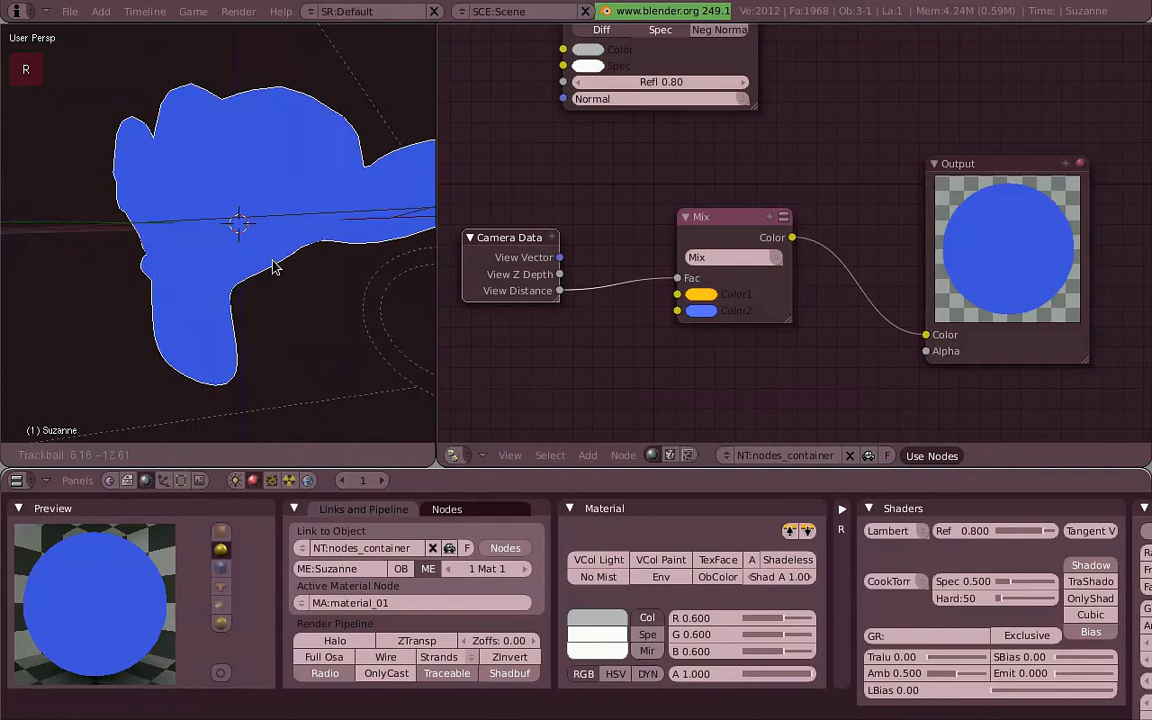 File Add Timeline Game Render Help SR:Default SCE:Scene www.blender.org 249.1 Ve:2012 | Fa:1968 | Ob:3-1 | La:1 | Mem:4.24M (0.59M) | Time: | Suzanne
User Persp
R
(1) Suzanne
Trackball: 6.16 -12.61
Diff Spec Neg Norma
Color
Spec
Refl 0.80
Normal
Camera Data
View Vector
View Z Depth
View Distance
Mix
Color
Mix
Fac
Color1
Color2
Output
Color
Alpha
View Select Add Node NT:nodes_container F Use Nodes
Panels 1
Preview
Links and Pipeline Nodes
Link to Object
NT:nodes_container F Nodes
ME:Suzanne OB ME 1 Mat 1
Active Material Node
MA:material_01
Render Pipeline
Halo ZTransp Zoffs: 0.00
Full Osa Wire Strands ZInvert
Radio OnlyCast Traceable Shadbuf
Material
VCol Light VCol Paint TexFace A Shadeless
No Mist Env ObColor Shad A 1.00
Col R 0.600
Spe G 0.600
Mir B 0.600
RGB HSV DYN A 1.000
R
Shaders
Lambert Ref 0.800 Tangent V
Shadow
CookTorr Spec 0.500 TraShado
Hard:50 OnlyShad
Cubic
GR: Exclusive Bias
Tralu 0.00 SBias 0.00
Amb 0.500 Emit 0.000
LBias 0.00